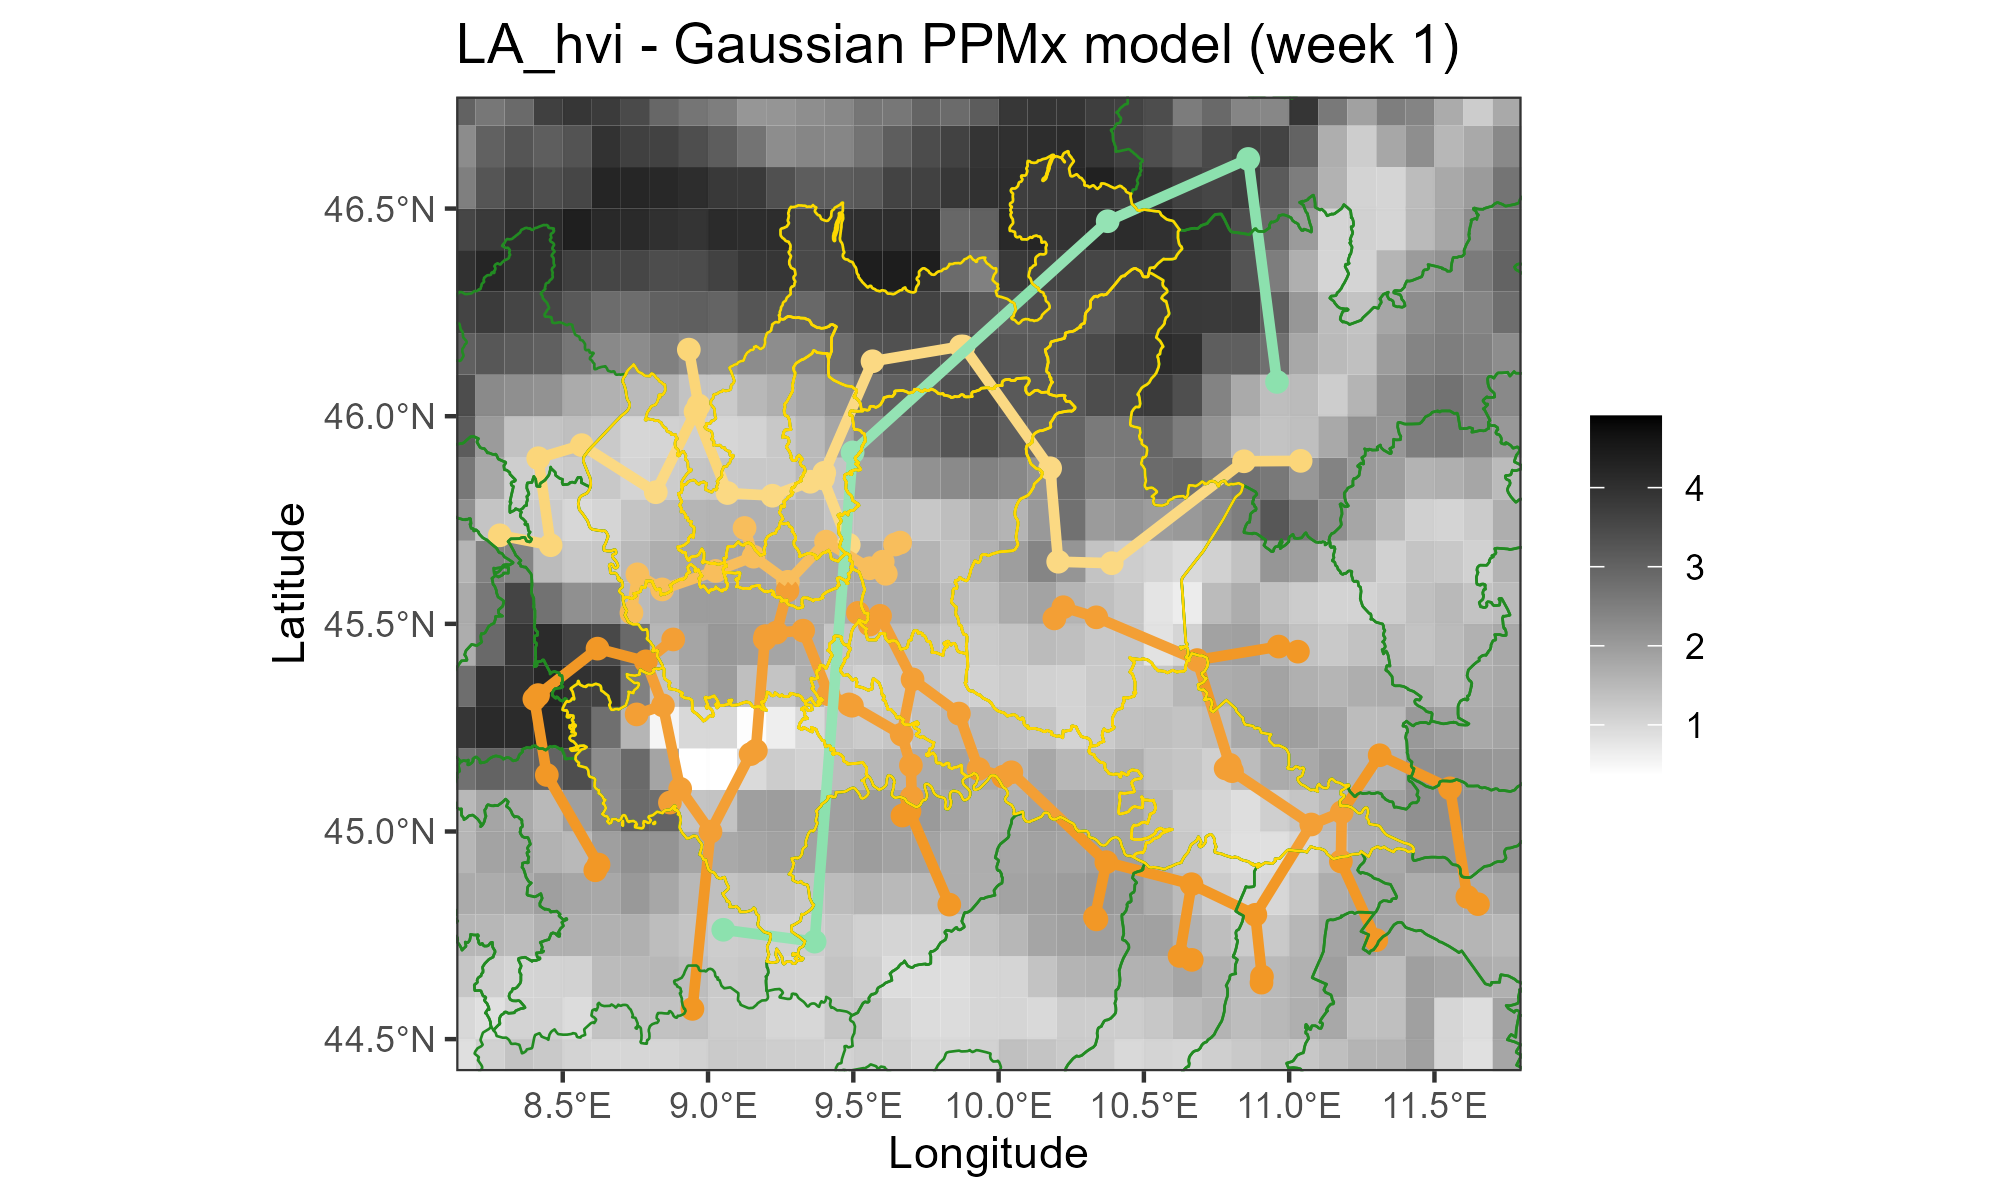 LA_hvi - Gaussian PPMx model (week 1)
46.5°N
46.0°N
45.5°N
45.0°N
44.5°N
Latitude
8.5°E
9.0°E
9.5°E
10.0°E
10.5°E
11.0°E
11.5°E
Longitude
4
3
2
1